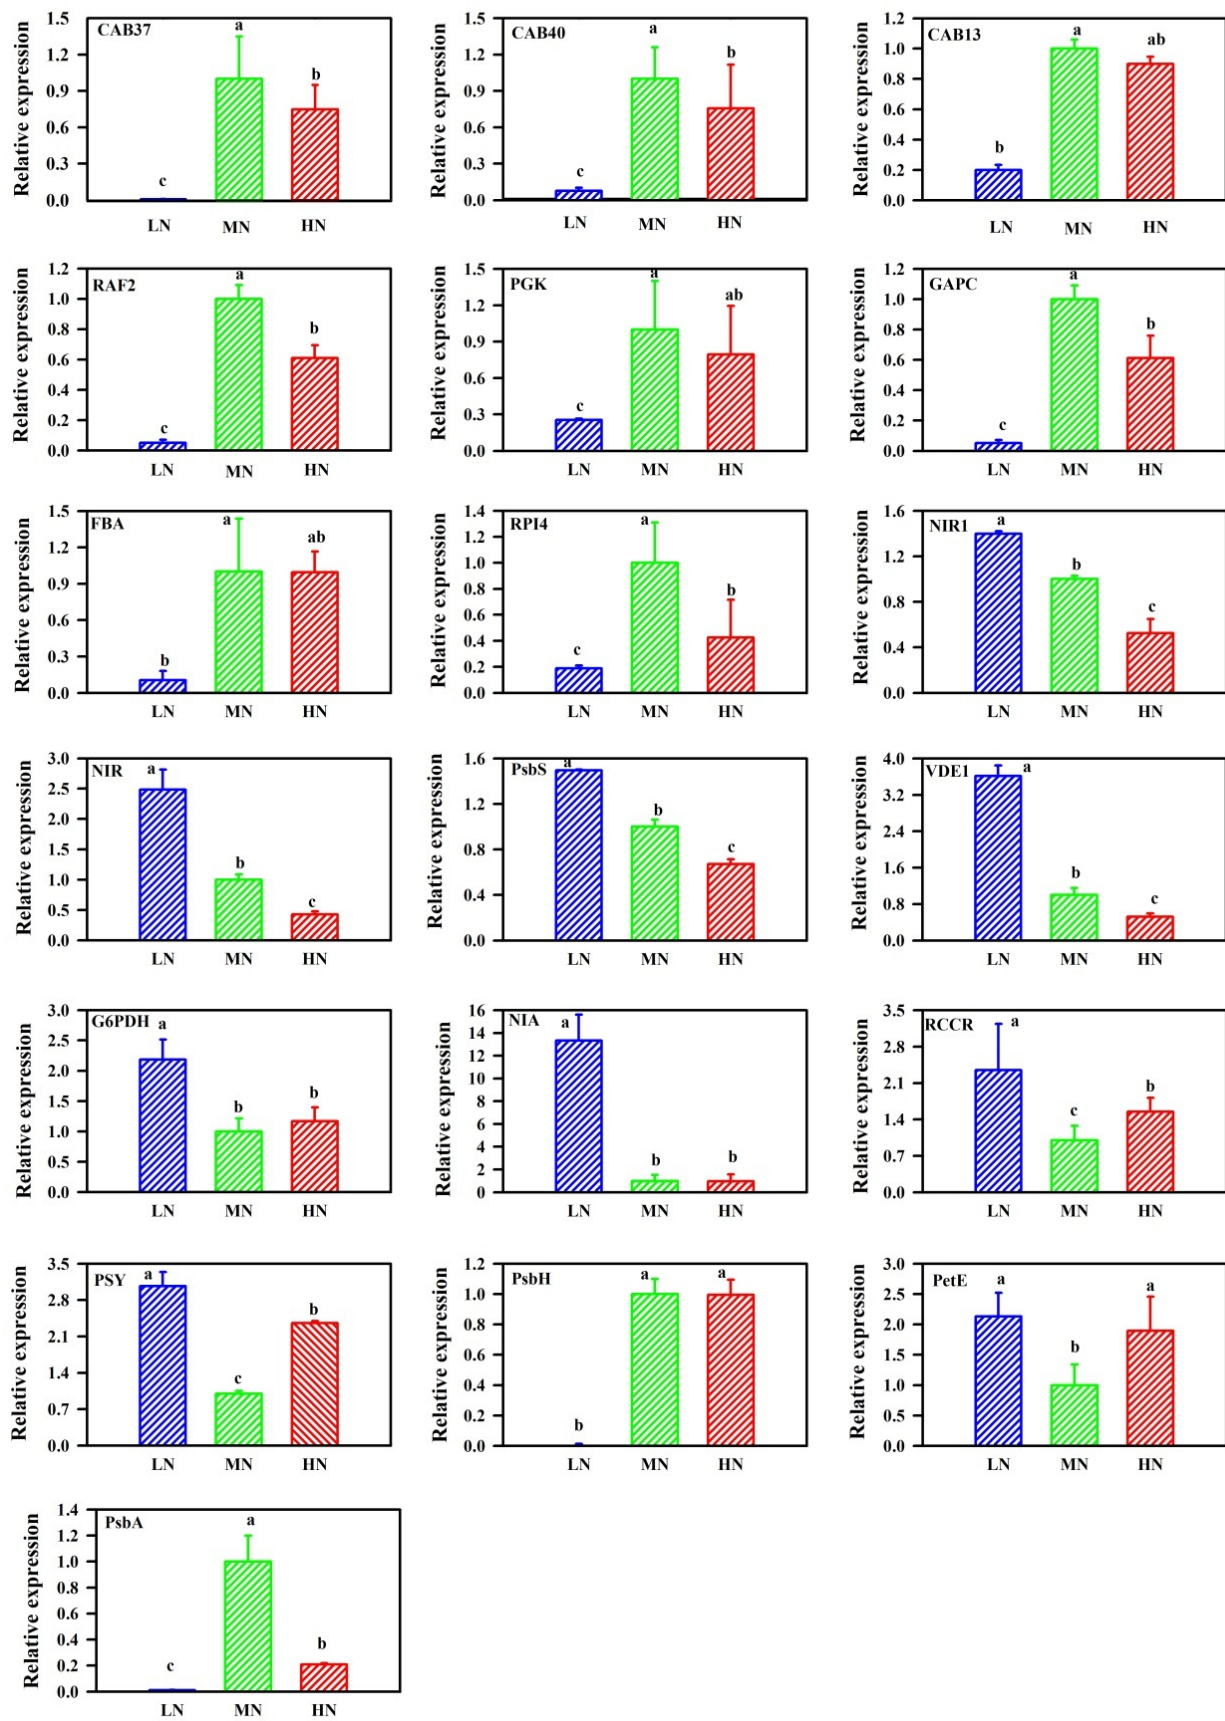 CAB37
Relative expression
1.5
1.2
0.9
0.6
0.3
0.0
a
b
c
LN MN HN
CAB40
Relative expression
1.5
1.2
0.9
0.6
0.3
0.0
a
b
c
LN MN HN
CAB13
Relative expression
1.2
1.0
0.8
0.6
0.4
0.2
0.0
a
ab
b
LN MN HN
RAF2
Relative expression
1.2
1.0
0.8
0.6
0.4
0.2
0.0
a
b
c
LN MN HN
PGK
Relative expression
1.5
1.2
0.9
0.6
0.3
0.0
a
ab
c
LN MN HN
GAPC
Relative expression
1.2
1.0
0.8
0.6
0.4
0.2
0.0
a
b
c
LN MN HN
FBA
Relative expression
1.5
1.2
0.9
0.6
0.3
0.0
a
ab
b
LN MN HN
RPI4
Relative expression
1.4
1.2
1.0
0.8
0.6
0.4
0.2
0.0
a
b
c
LN MN HN
NIR1
Relative expression
1.6
1.2
0.8
0.4
0.0
a
b
c
LN MN HN
NIR
Relative expression
3.0
2.5
2.0
1.5
1.0
0.5
0.0
a
b
c
LN MN HN
PsbS
Relative expression
1.6
1.2
0.8
0.4
0.0
a
b
c
LN MN HN
VDE1
Relative expression
4.0
3.2
2.4
1.6
0.8
0.0
a
b
c
LN MN HN
G6PDH
Relative expression
3.0
2.5
2.0
1.5
1.0
0.5
0.0
a
b
b
LN MN HN
NIA
Relative expression
16
14
12
10
8
6
4
2
0
a
b
b
LN MN HN
RCCR
Relative expression
3.5
2.8
2.1
1.4
0.7
0.0
a
b
c
LN MN HN
PSY
Relative expression
3.5
2.8
2.1
1.4
0.7
0.0
a
b
c
LN MN HN
PsbH
Relative expression
1.2
1.0
0.8
0.6
0.4
0.2
0.0
a
a
b
LN MN HN
PetE
Relative expression
3.0
2.5
2.0
1.5
1.0
0.5
0.0
a
a
b
LN MN HN
PsbA
Relative expression
1.4
1.2
1.0
0.8
0.6
0.4
0.2
0.0
a
b
c
LN MN HN